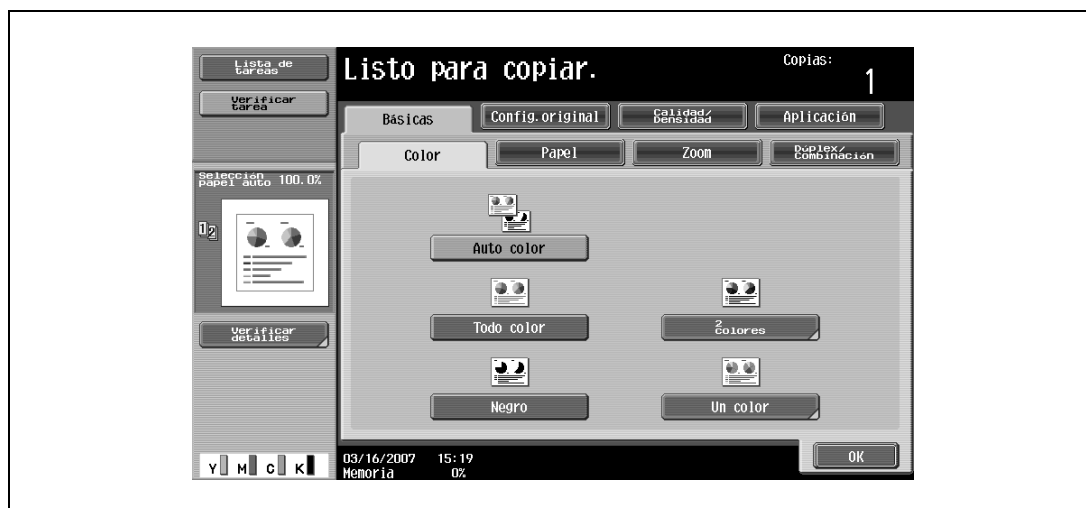 Lista de
tareas
Verificar
tarea
Listo para copiar.
Copias:
1
Básicas
Config.original
Calidad/
Densidad
Aplicación
Color
Papel
Zoom
Dúplex/
Combinación
Selección
papel auto 100.0%
12
Auto color
Todo color
2
colores
Negro
Un color
Verificar
detalles
Y M C K
03/16/2007 15:19
Memoria 0%
OK